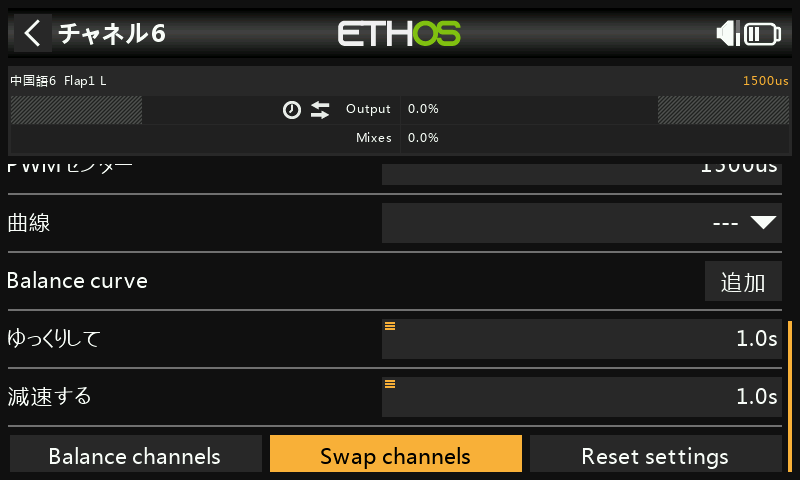 チャネル6
ETHOS
中国語6 Flap1 L
1500us
Output 0.0%
Mixes 0.0%
PWMセンター 1500us
曲線 ---
Balance curve 追加
ゆっくりして 1.0s
減速する 1.0s
Balance channels Swap channels Reset settings